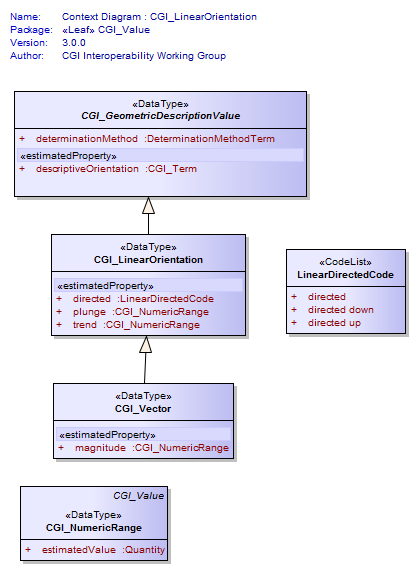 Name: Context Diagram : CGI_LinearOrientation
Package: «Leaf» CGI_Value
Version: 3.0.0
Author: CGI Interoperability Working Group
«DataType»
CGI_GeometricDescriptionValue
+ determinationMethod :DeterminationMethodTerm
«estimatedProperty»
+ descriptiveOrientation :CGI_Term
«DataType»
CGI_LinearOrientation
«estimatedProperty»
+ directed :LinearDirectedCode
+ plunge :CGI_NumericRange
+ trend :CGI_NumericRange
«CodeList»
LinearDirectedCode
+ directed
+ directed down
+ directed up
«DataType»
CGI_Vector
«estimatedProperty»
+ magnitude :CGI_NumericRange
CGI_Value
«DataType»
CGI_NumericRange
+ estimatedValue :Quantity